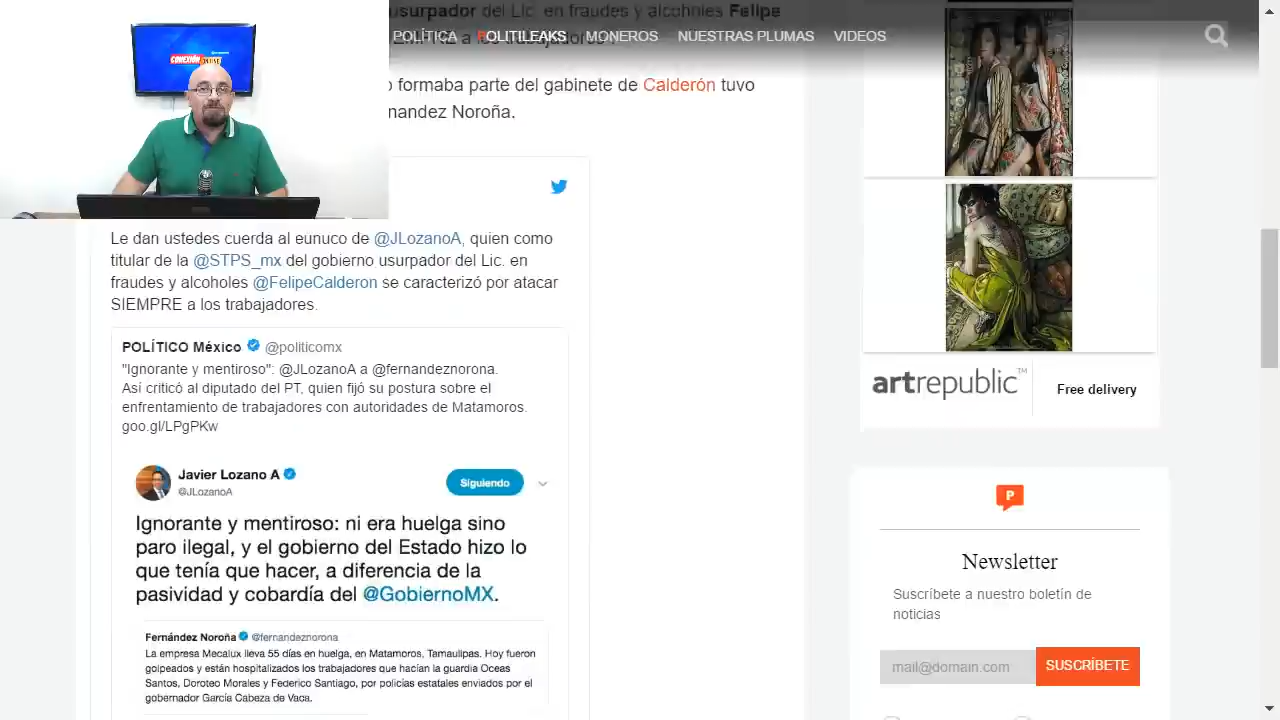 usurpador del Lic. en fraudes y alcoholes Felipe
POLÍTICA POLITILEAKS MONEROS NUESTRAS PLUMAS VIDEOS
a los trabajadores
CONEXIÓN
formaba parte del gabinete de Calderón tuvo
nandez Noroña.
Le dan ustedes cuerda al eunuco de @JLozanoA, quien como
titular de la @STPS_mx del gobierno usurpador del Lic. en
fraudes y alcoholes @FelipeCalderon se caracterizó por atacar
SIEMPRE a los trabajadores.
POLÍTICO México @politicomx
"Ignorante y mentiroso": @JLozanoA a @fernandeznorona.
Así criticó al diputado del PT, quien fijó su postura sobre el
enfrentamiento de trabajadores con autoridades de Matamoros.
goo.gl/LPgPKw
Javier Lozano A
@JLozanoA
Siguiendo
Ignorante y mentiroso: ni era huelga sino
paro ilegal, y el gobierno del Estado hizo lo
que tenía que hacer, a diferencia de la
pasividad y cobardía del @GobiernoMX.
Fernández Noroña @fernandeznorona
La empresa Mecalux lleva 55 días en huelga, en Matamoros, Tamaulipas. Hoy fueron
golpeados y están hospitalizados los trabajadores que hacían la guardia Oceas
Santos, Doroteo Morales y Federico Santiago, por policías estatales enviados por el
gobernador García Cabeza de Vaca.
artrepublic™
Free delivery
P
Newsletter
Suscríbete a nuestro boletín de
noticias
mail@domain.com
SUSCRÍBETE